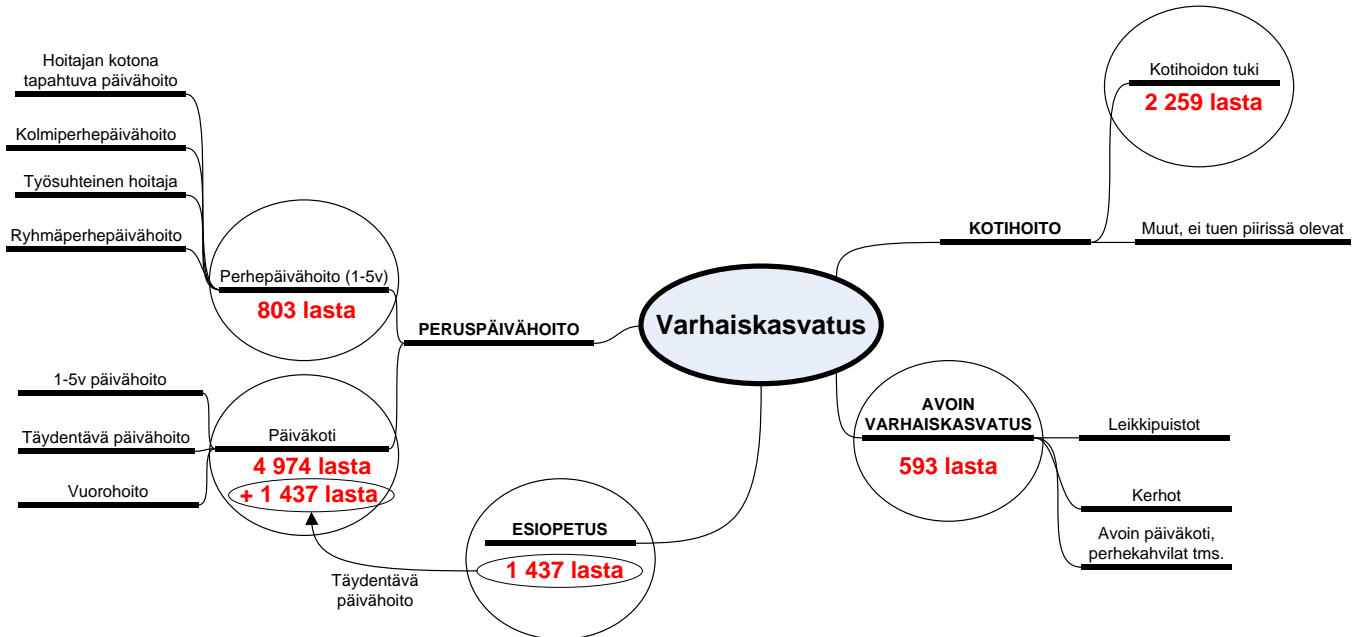 Hoitajan kotona
tapahtuva päivähoito
Kolmiperhepäivähoito
Työsuhteinen hoitaja
Ryhmäperhepäivähoito
Perhepäivähoito (1-5v)
803 lasta
PERUSPÄIVÄHOITO
1-5v päivähoito
Täydentävä päivähoito
Vuorohoito
Päiväkoti
4 974 lasta
+ 1 437 lasta
Täydentävä
päivähoito
ESIOPETUS
1 437 lasta
Varhaiskasvatus
Kotihoidon tuki
2 259 lasta
KOTIHOITO
Muut, ei tuen piirissä olevat
AVOIN
VARHAISKASVATUS
593 lasta
Leikkipuistot
Kerhot
Avoin päiväkoti,
perhekahvilat tms.